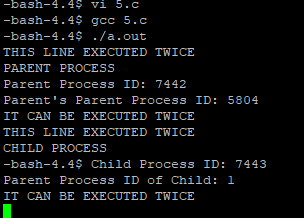 -bash-4.4$ vi 5.c
-bash-4.4$ gcc 5.c
-bash-4.4$ ./a.out
THIS LINE EXECUTED TWICE
PARENT PROCESS
Parent Process ID: 7442
Parent's Parent Process ID: 5804
IT CAN BE EXECUTED TWICE
THIS LINE EXECUTED TWICE
CHILD PROCESS
-bash-4.4$ Child Process ID: 7443
Parent Process ID of Child: 1
IT CAN BE EXECUTED TWICE